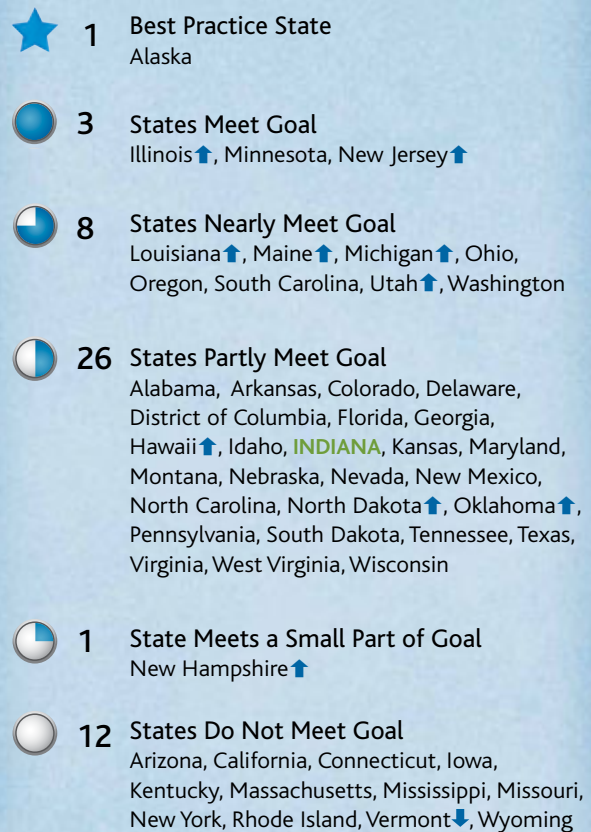 1 Best Practice State
Alaska
3 States Meet Goal
Illinois⬆, Minnesota, New Jersey⬆
8 States Nearly Meet Goal
Louisiana⬆, Maine⬆, Michigan⬆, Ohio,
Oregon, South Carolina, Utah⬆, Washington
26 States Partly Meet Goal
Alabama, Arkansas, Colorado, Delaware,
District of Columbia, Florida, Georgia,
Hawaii⬆, Idaho, INDIANA, Kansas, Maryland,
Montana, Nebraska, Nevada, New Mexico,
North Carolina, North Dakota⬆, Oklahoma⬆,
Pennsylvania, South Dakota, Tennessee, Texas,
Virginia, West Virginia, Wisconsin
1 State Meets a Small Part of Goal
New Hampshire⬆
12 States Do Not Meet Goal
Arizona, California, Connecticut, Iowa,
Kentucky, Massachusetts, Mississippi, Missouri,
New York, Rhode Island, Vermont⬇, Wyoming